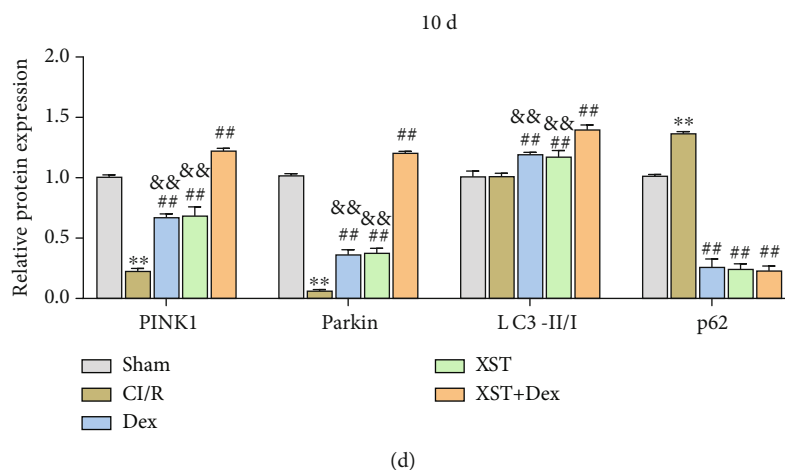 10 d
Relative protein expression
2.0
1.5
1.0
0.5
0.0
**
&&
##
&&
##
##
**
&&
##
&&
##
##
&&
##
&&
##
##
**
##
##
##
PINK1
Parkin
LC3-II/I
p62
Sham
CI/R
Dex
XST
XST+Dex
(d)